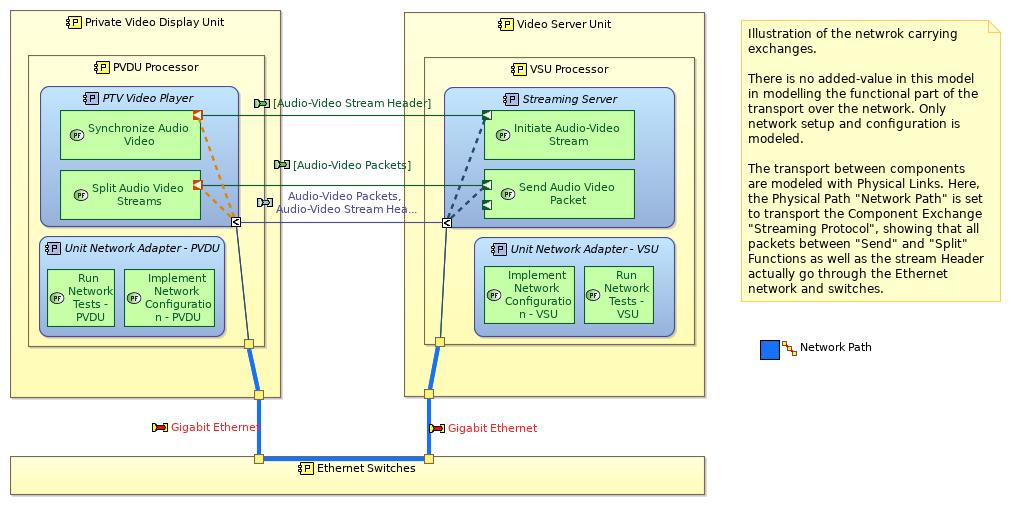 Private Video Display Unit
PVDU Processor
PTV Video Player
Synchronize Audio
Video
Split Audio Video
Streams
Unit Network Adapter - PVDU
Run
Network
Tests -
PVDU
Implement
Network
Configuratio
n - PVDU
[Audio-Video Stream Header]
[Audio-Video Packets]
Audio-Video Packets,
Audio-Video Stream Hea...
Video Server Unit
VSU Processor
Streaming Server
Initiate Audio-Video
Stream
Send Audio Video
Packet
Unit Network Adapter - VSU
Implement
Network
Configuratio
n - VSU
Run
Network
Tests -
VSU
Gigabit Ethernet
Gigabit Ethernet
Ethernet Switches
Illustration of the netwrok carrying
exchanges.
There is no added-value in this model
in modelling the functional part of the
transport over the network. Only
network setup and configuration is
modeled.
The transport between components
are modeled with Physical Links. Here,
the Physical Path "Network Path" is set
to transport the Component Exchange
"Streaming Protocol", showing that all
packets between "Send" and "Split"
Functions as well as the stream Header
actually go through the Ethernet
network and switches.
Network Path